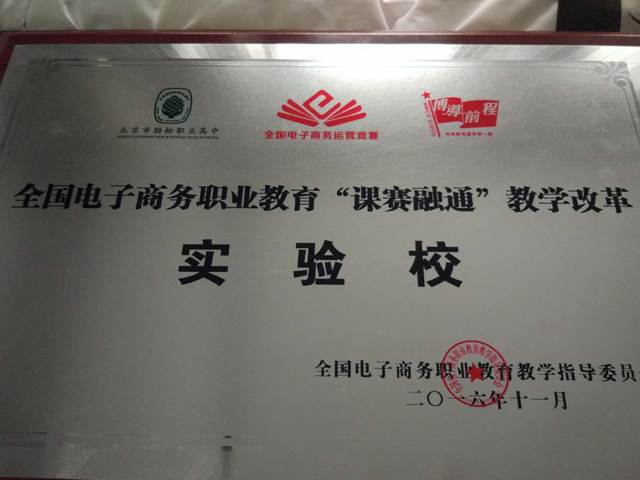 北京市劲松职业高中
全国电子商务运营竞赛
博導前程
全国电子商务职业教育“课赛融通”教学改革
实验校
全国电子商务职业教育教学指导委员
二〇一六年十一月